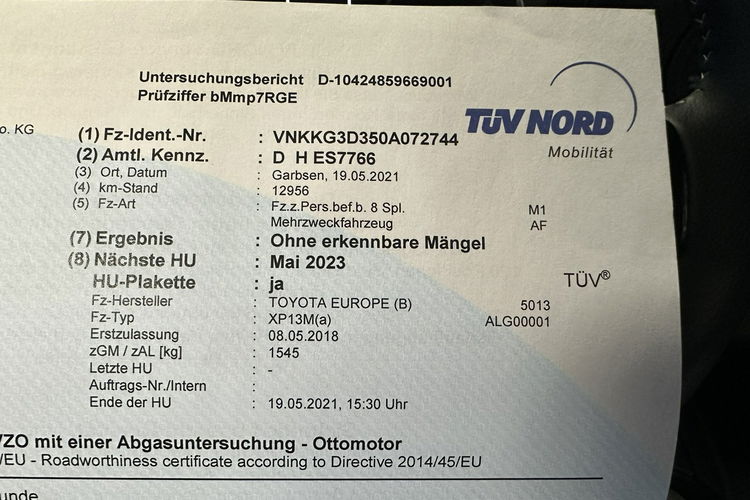 Untersuchungsbericht D-10424859669001
Prüfziffer bMmp7RGE
TÜV NORD
Mobilität
o. KG
(1) Fz-Ident.-Nr. : VNKKG3D350A072744
(2) Amtl. Kennz. : D H ES7766
(3) Ort, Datum : Garbsen, 19.05.2021
(4) km-Stand : 12956
(5) Fz-Art : Fz.z.Pers.bef.b. 8 Spl. M1
Mehrzweckfahrzeug AF
(7) Ergebnis : Ohne erkennbare Mängel
(8) Nächste HU : Mai 2023
HU-Plakette : ja TÜV®
Fz-Hersteller : TOYOTA EUROPE (B) 5013
Fz-Typ : XP13M(a) ALG00001
Erstzulassung : 08.05.2018
zGM / zAL [kg] : 1545
Letzte HU : -
Auftrags-Nr./Intern :
Ende der HU : 19.05.2021, 15:30 Uhr
VZO mit einer Abgasuntersuchung - Ottomotor
/EU - Roadworthiness certificate according to Directive 2014/45/EU
unde